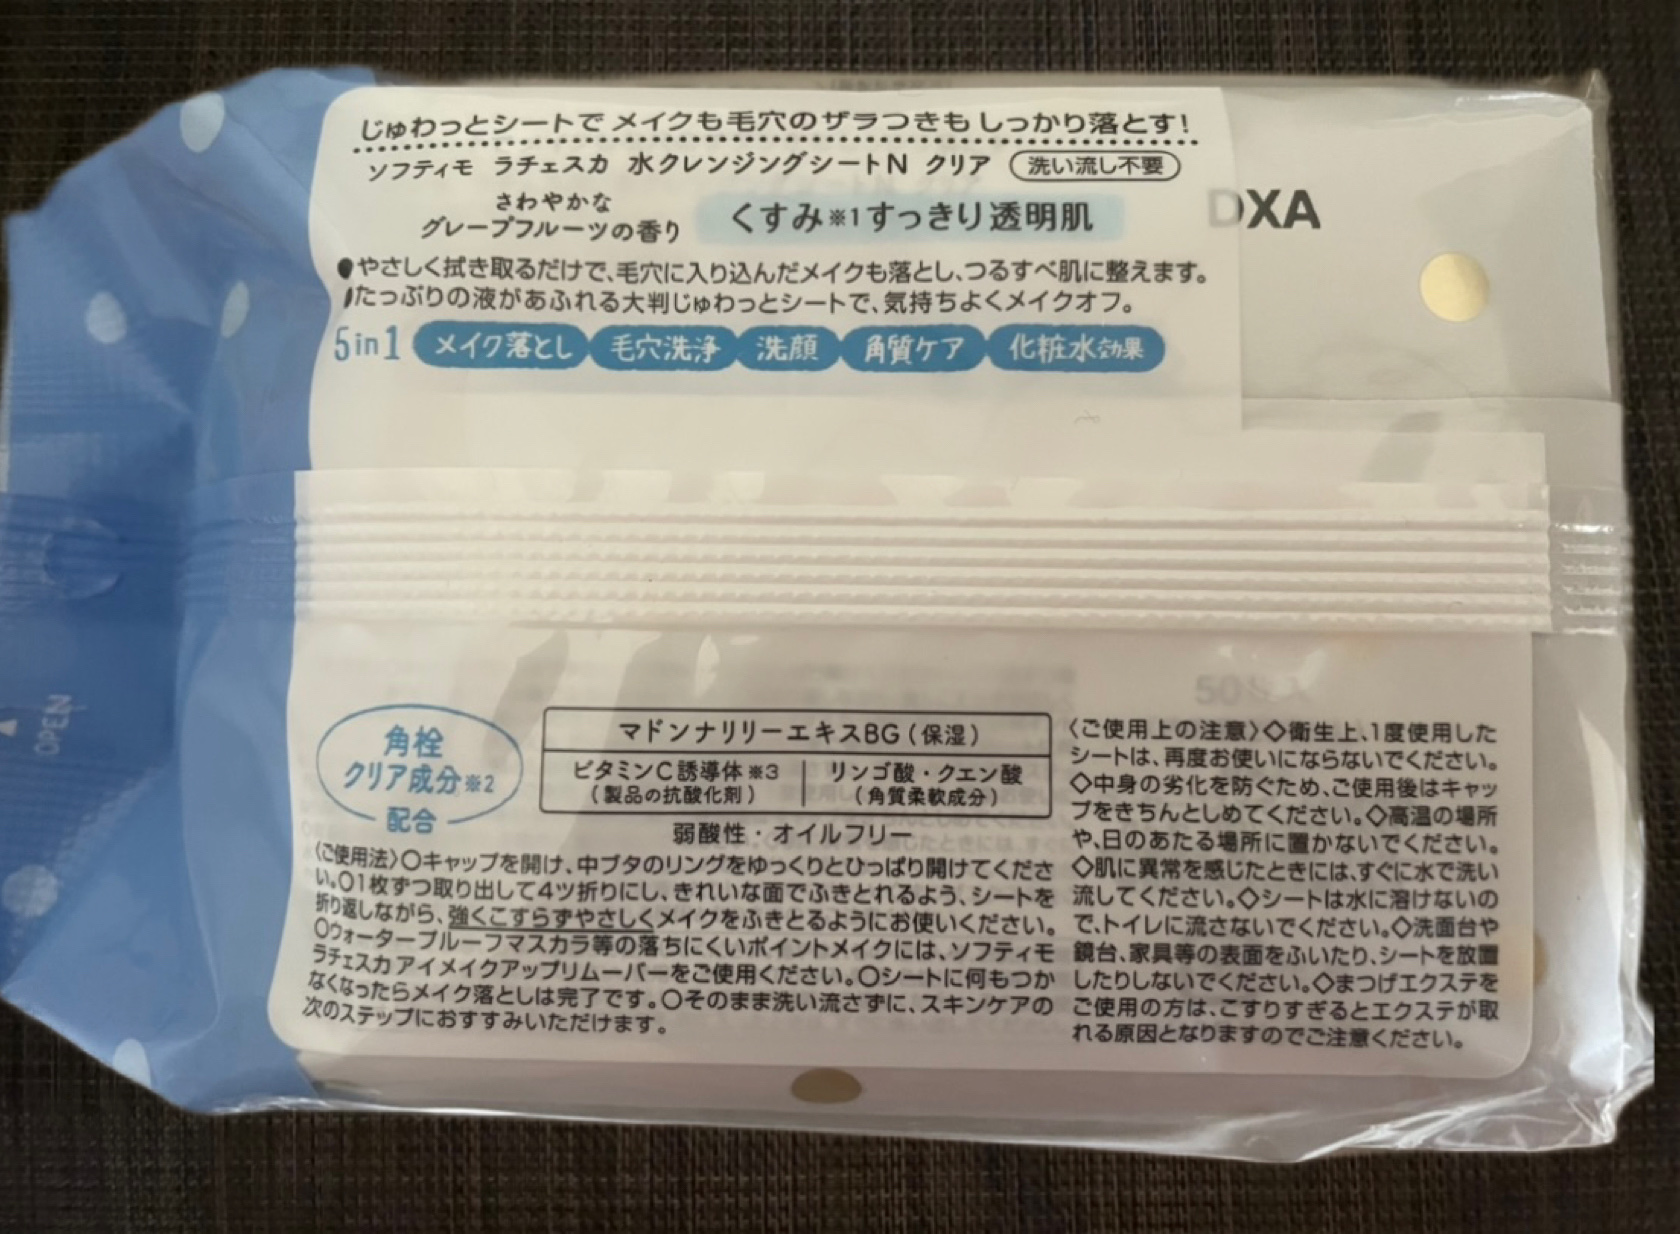 じゅわっとシートでメイクも毛穴のザラつきもしっかり落とす!
ソフティモ ラチェスカ 水クレンジングシートN クリア 洗い流し不要
DXA
さわやかな
グレープフルーツの香り
くすみ※1すっきり透明肌
●やさしく拭き取るだけで、毛穴に入り込んだメイクも落とし、つるすべ肌に整えます。
●たっぷりの液があふれる大判じゅわっとシートで、気持ちよくメイクオフ。
5in1 メイク落とし 毛穴洗浄 洗顔 角質ケア 化粧水効果
OPEN
角栓
クリア成分※2
配合
マドンナリリーエキスBG(保湿)
ビタミンC誘導体※3
(製品の抗酸化剤)
リンゴ酸・クエン酸
(角質柔軟成分)
弱酸性・オイルフリー
〈ご使用法〉○キャップを開け、中ブタのリングをゆっくりとひっぱり開けてくださ
い。○1枚ずつ取り出して4ツ折りにし、きれいな面でふきとれるよう、シートを
折り返しながら、強くこすらずやさしくメイクをふきとるようにお使いください。
○ウォータープルーフマスカラ等の落ちにくいポイントメイクには、ソフティモ
ラチェスカ アイメイクアップリムーバーをご使用ください。○シートに何もつか
なくなったらメイク落としは完了です。○そのまま洗い流さずに、スキンケアの
次のステップにおすすみいただけます。
〈ご使用上の注意〉◇衛生上、1度使用した
シートは、再度お使いにならないでください。
◇中身の劣化を防ぐため、ご使用後はキャッ
プをきちんとしめてください。◇高温の場所
や、日のあたる場所に置かないでください。
◇肌に異常を感じたときには、すぐに水で洗い
流してください。◇シートは水に溶けないの
で、トイレに流さないでください。◇洗面台や
鏡台、家具等の表面をふいたり、シートを放置
したりしないでください。◇まつげエクステを
ご使用の方は、こすりすぎるとエクステが取
れる原因となりますのでご注意ください。